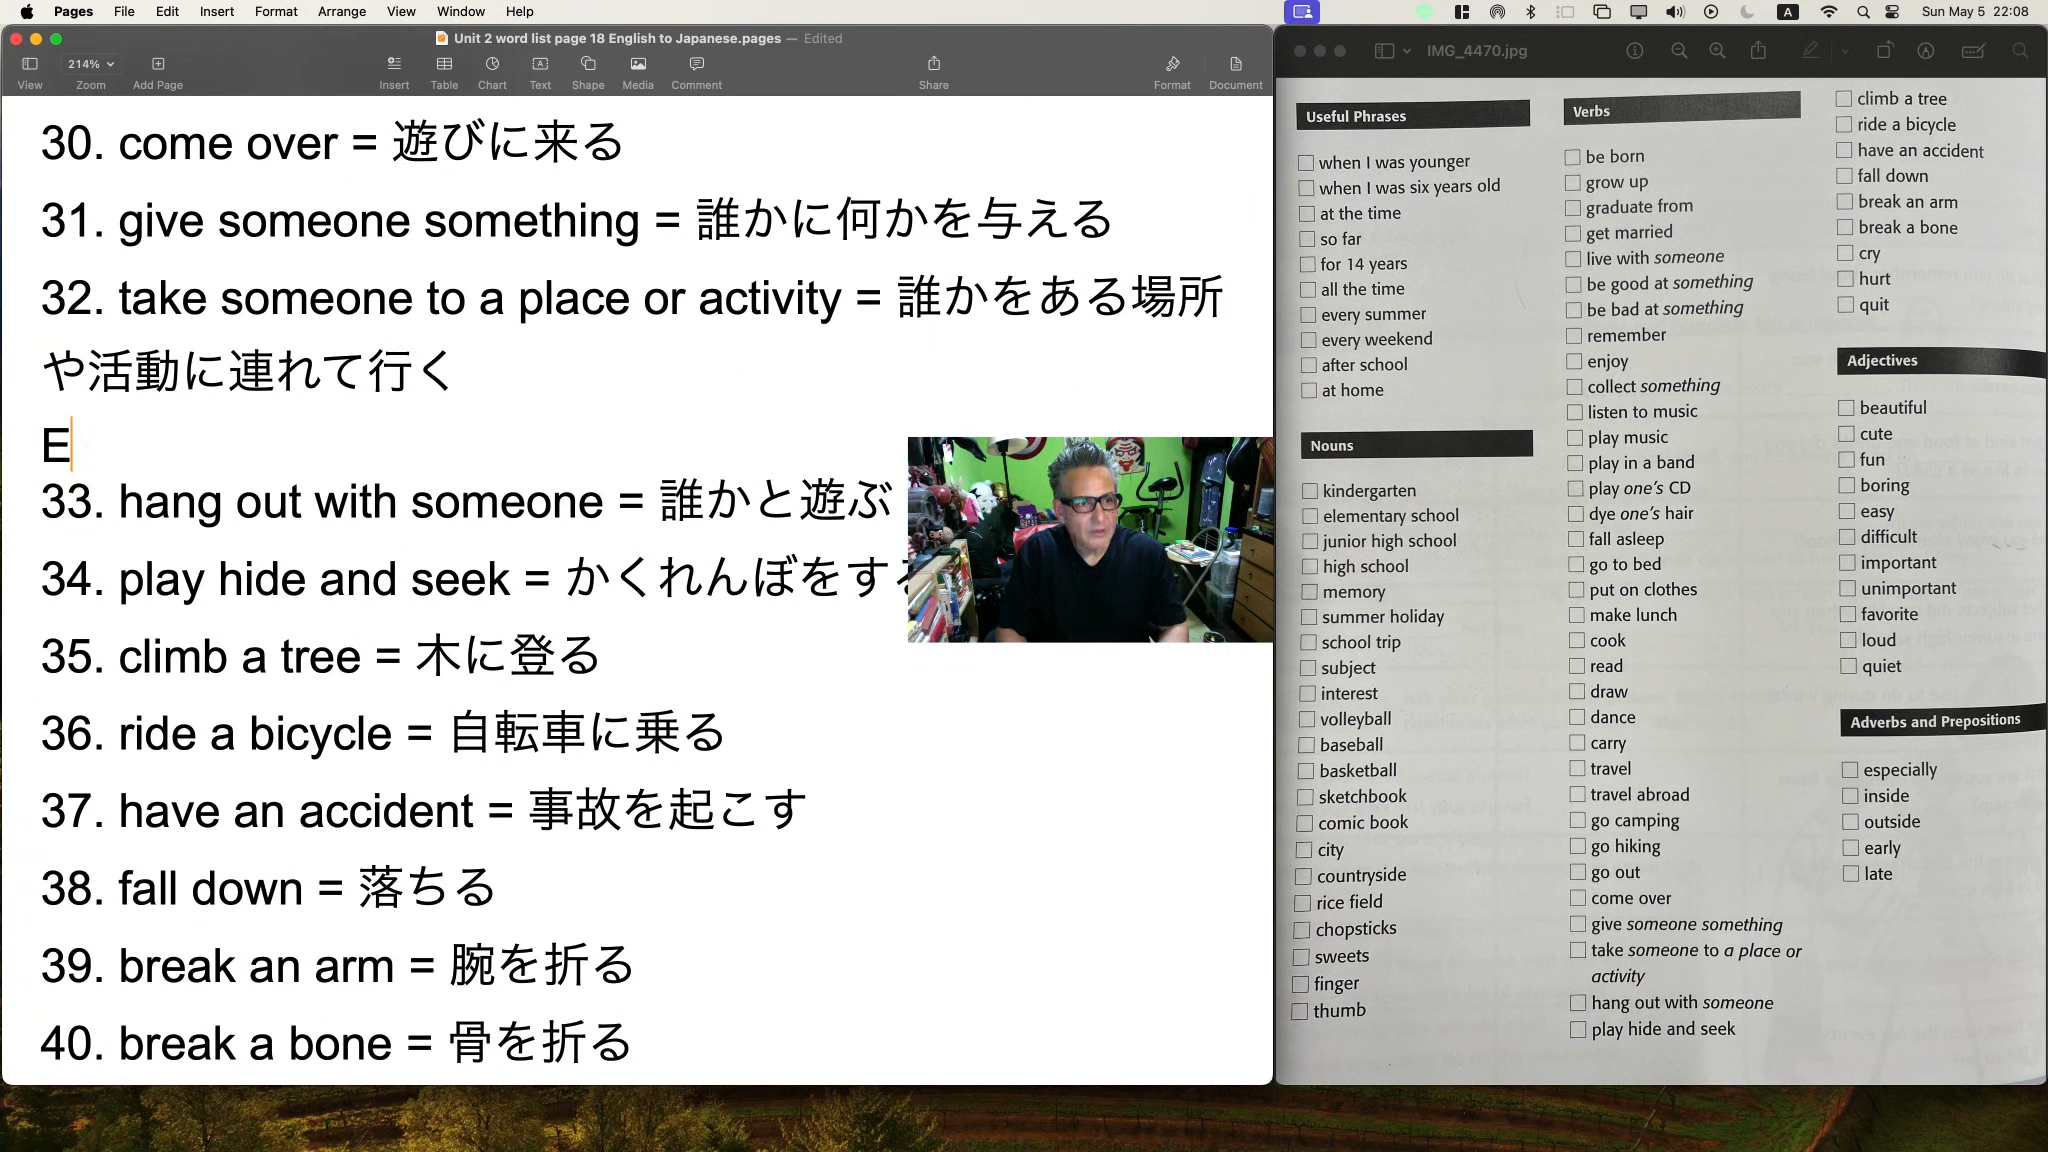 Pages File Edit Insert Format Arrange View Window Help
A Sun May 5 22:08
Unit 2 word list page 18 English to Japanese.pages — Edited
214%
View Zoom Add Page Insert Table Chart Text Shape Media Comment Share Format Document
30. come over = 遊びに来る
31. give someone something = 誰かに何かを与える
32. take someone to a place or activity = 誰かをある場所
や活動に連れて行く
E
33. hang out with someone = 誰かと遊ぶ
34. play hide and seek = かくれんぼをする
35. climb a tree = 木に登る
36. ride a bicycle = 自転車に乗る
37. have an accident = 事故を起こす
38. fall down = 落ちる
39. break an arm = 腕を折る
40. break a bone = 骨を折る
IMG_4470.jpg
Useful Phrases
when I was younger
when I was six years old
at the time
so far
for 14 years
all the time
every summer
every weekend
after school
at home
Nouns
kindergarten
elementary school
junior high school
high school
memory
summer holiday
school trip
subject
interest
volleyball
baseball
basketball
sketchbook
comic book
city
countryside
rice field
chopsticks
sweets
finger
thumb
Verbs
be born
grow up
graduate from
get married
live with someone
be good at something
be bad at something
remember
enjoy
collect something
listen to music
play music
play in a band
play one's CD
dye one's hair
fall asleep
go to bed
put on clothes
make lunch
cook
read
draw
dance
carry
travel
travel abroad
go camping
go hiking
go out
come over
give someone something
take someone to a place or
activity
hang out with someone
play hide and seek
climb a tree
ride a bicycle
have an accident
fall down
break an arm
break a bone
cry
hurt
quit
Adjectives
beautiful
cute
fun
boring
easy
difficult
important
unimportant
favorite
loud
quiet
Adverbs and Prepositions
especially
inside
outside
early
late